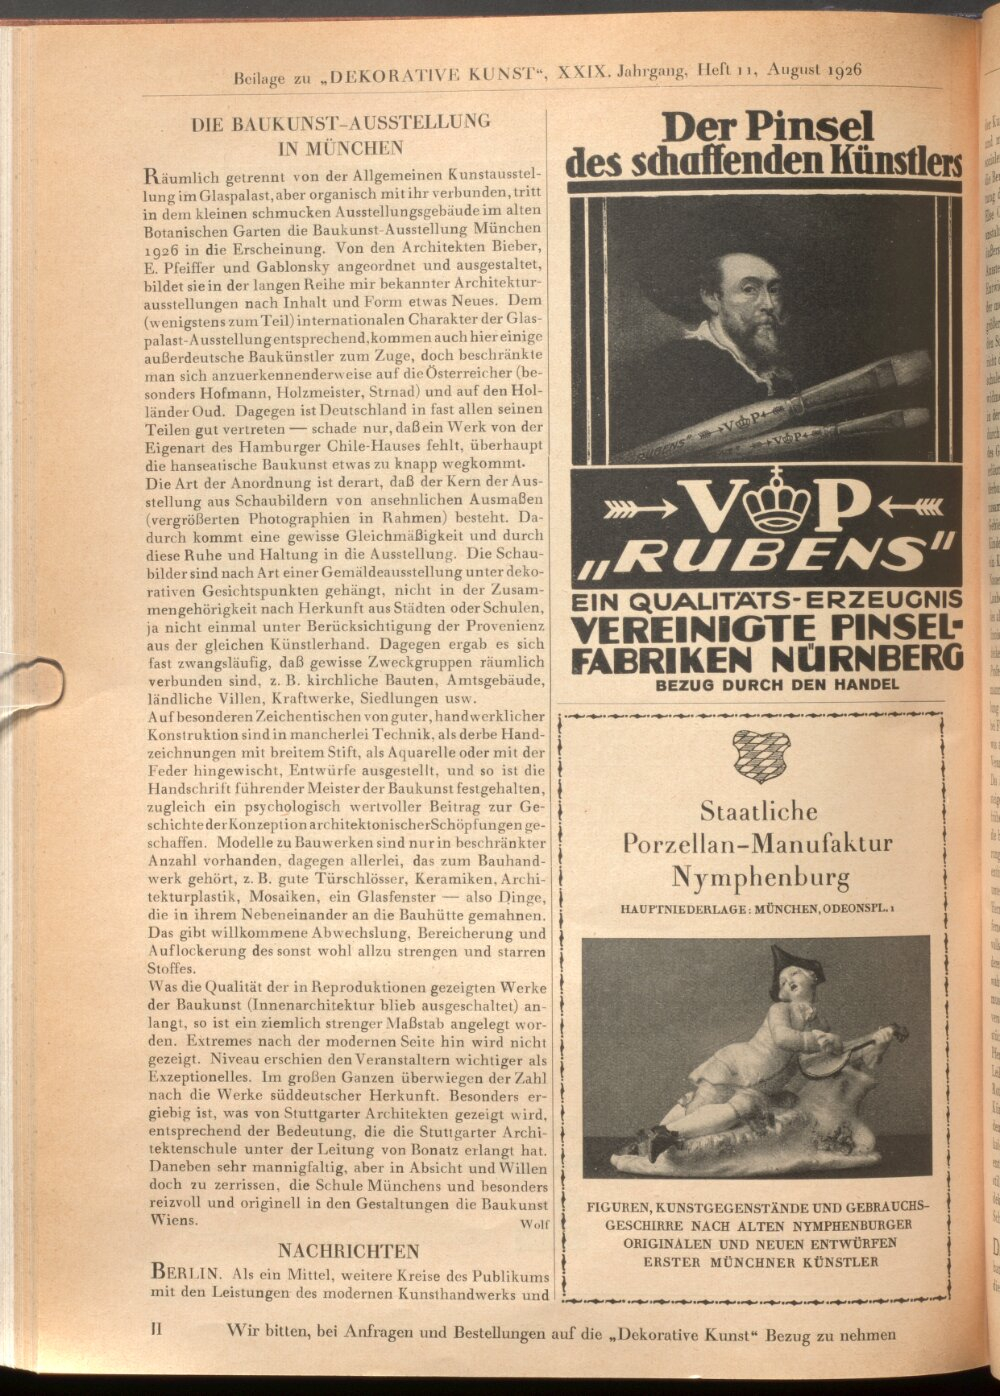 Beilage zu „DEKORATIVE KUNST“, XXIX. Jahrgang, Heft 11, August 1926
DIE BAUKUNST-AUSSTELLUNG
IN MÜNCHEN
Räumlich getrennt von der Allgemeinen Kunstausstel-
lung im Glaspalast, aber organisch mit ihr verbunden, tritt
in dem kleinen schmucken Ausstellungsgebäude im alten
Botanischen Garten die Baukunst-Ausstellung München
1926 in die Erscheinung. Von den Architekten Bieber,
E. Pfeiffer und Gablonsky angeordnet und ausgestaltet,
bildet sie in der langen Reihe mir bekannter Architektur-
ausstellungen nach Inhalt und Form etwas Neues. Dem
(wenigstens zum Teil) internationalen Charakter der Glas-
palast-Ausstellung entsprechend, kommen auch hier einige
außerdeutsche Baukünstler zum Zuge, doch beschränkte
man sich anzuerkennenderweise auf die Österreicher (be-
sonders Hofmann, Holzmeister, Strnad) und auf den Hol-
länder Oud. Dagegen ist Deutschland in fast allen seinen
Teilen gut vertreten — schade nur, daß ein Werk von der
Eigenart des Hamburger Chile-Hauses fehlt, überhaupt
die hanseatische Baukunst etwas zu knapp wegkommt.
Die Art der Anordnung ist derart, daß der Kern der Aus-
stellung aus Schaubildern von ansehnlichen Ausmaßen
(vergrößerten Photographien in Rahmen) besteht. Da-
durch kommt eine gewisse Gleichmäßigkeit und durch
diese Ruhe und Haltung in die Ausstellung. Die Schau-
bilder sind nach Art einer Gemäldeausstellung unter deko-
rativen Gesichtspunkten gehängt, nicht in der Zusam-
mengehörigkeit nach Herkunft aus Städten oder Schulen,
ja nicht einmal unter Berücksichtigung der Provenienz
aus der gleichen Künstlerhand. Dagegen ergab es sich
fast zwangsläufig, daß gewisse Zweckgruppen räumlich
verbunden sind, z. B. kirchliche Bauten, Amtsgebäude,
ländliche Villen, Kraftwerke, Siedlungen usw.
Auf besonderen Zeichentischen von guter, handwerklicher
Konstruktion sind in mancherlei Technik, als derbe Hand-
zeichnungen mit breitem Stift, als Aquarelle oder mit der
Feder hingewischt, Entwürfe ausgestellt, und so ist die
Handschrift führender Meister der Baukunst festgehalten,
zugleich ein psychologisch wertvoller Beitrag zur Ge-
schichte der Konzeption architektonischer Schöpfungen ge-
schaffen. Modelle zu Bauwerken sind nur in beschränkter
Anzahl vorhanden, dagegen allerlei, das zum Bauhand-
werk gehört, z. B. gute Türschlösser, Keramiken, Archi-
tekturplastik, Mosaiken, ein Glasfenster — also Dinge,
die in ihrem Nebeneinander an die Bauhütte gemahnen.
Das gibt willkommene Abwechslung, Bereicherung und
Auflockerung des sonst wohl allzu strengen und starren
Stoffes.
Was die Qualität der in Reproduktionen gezeigten Werke
der Baukunst (Innenarchitektur blieb ausgeschaltet) an-
langt, so ist ein ziemlich strenger Maßstab angelegt wor-
den. Extremes nach der modernen Seite hin wird nicht
gezeigt. Niveau erschien den Veranstaltern wichtiger als
Exzeptionelles. Im großen Ganzen überwiegen der Zahl
nach die Werke süddeutscher Herkunft. Besonders er-
giebig ist, was von Stuttgarter Architekten gezeigt wird,
entsprechend der Bedeutung, die die Stuttgarter Archi-
tektenschule unter der Leitung von Bonatz erlangt hat.
Daneben sehr mannigfaltig, aber in Absicht und Willen
doch zu zerrissen, die Schule Münchens und besonders
reizvoll und originell in den Gestaltungen die Baukunst
Wiens. Wolf
NACHRICHTEN
BERLIN. Als ein Mittel, weitere Kreise des Publikums
mit den Leistungen des modernen Kunsthandwerks und
Der Pinsel
des schaffenden Künstlers
V P
„RUBENS“
EIN QUALITÄTS-ERZEUGNIS
VEREINIGTE PINSEL-
FABRIKEN NÜRNBERG
BEZUG DURCH DEN HANDEL
Staatliche
Porzellan-Manufaktur
Nymphenburg
HAUPTNIEDERLAGE: MÜNCHEN, ODEONSPL. 1
FIGUREN, KUNSTGEGENSTÄNDE UND GEBRAUCHS-
GESCHIRRE NACH ALTEN NYMPHENBURGER
ORIGINALEN UND NEUEN ENTWÜRFEN
ERSTER MÜNCHNER KÜNSTLER
II Wir bitten, bei Anfragen und Bestellungen auf die „Dekorative Kunst“ Bezug zu nehmen